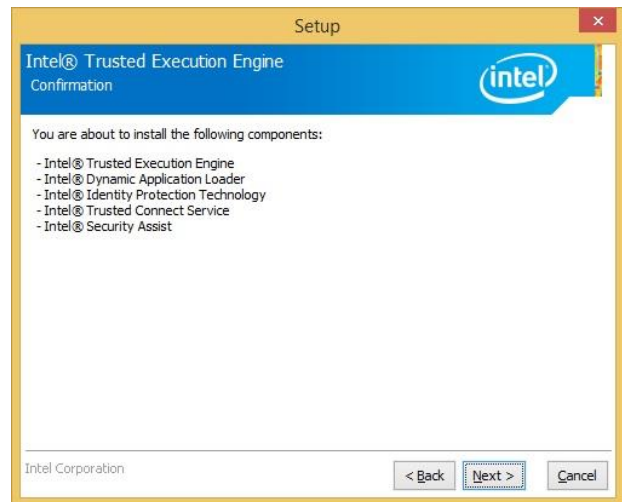 Setup
Intel® Trusted Execution Engine
Confirmation
intel
You are about to install the following components:
- Intel® Trusted Execution Engine
- Intel® Dynamic Application Loader
- Intel® Identity Protection Technology
- Intel® Trusted Connect Service
- Intel® Security Assist
Intel Corporation
< Back
Next >
Cancel